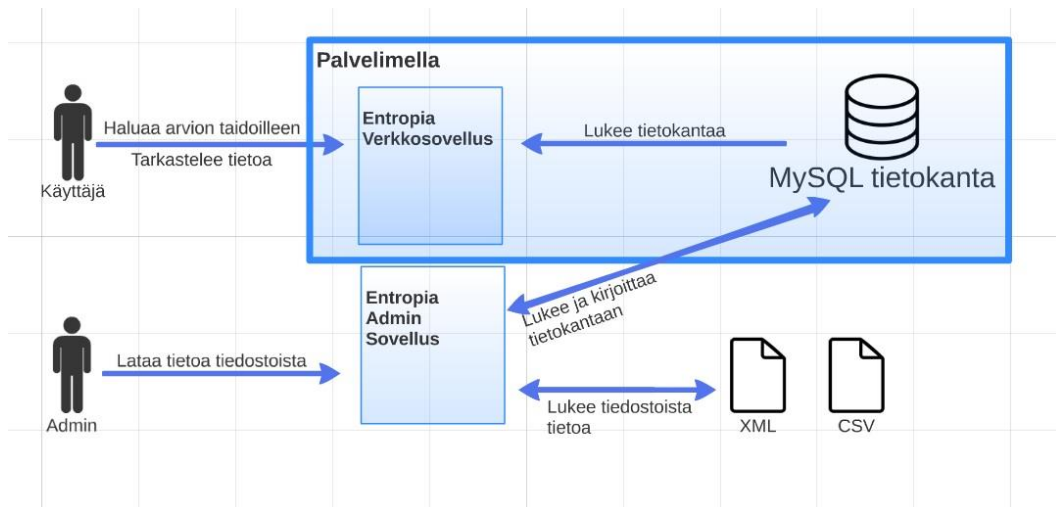 Palvelimella
Entropia
Verkkosovellus
Haluaa arvion taidoilleen
Tarkastelee tietoa
Käyttäjä
Lukee tietokantaa
MySQL tietokanta
Entropia
Admin
Sovellus
Lukee ja kirjoittaa
tietokantaan
Lataa tietoa tiedostoista
Admin
Lukee tiedostoista
tietoa
XML
CSV